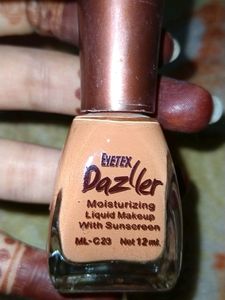 EYETEX
Dazller
Moisturizing
Liquid Makeup
With Sunscreen
ML-C23 Net 12 ml.